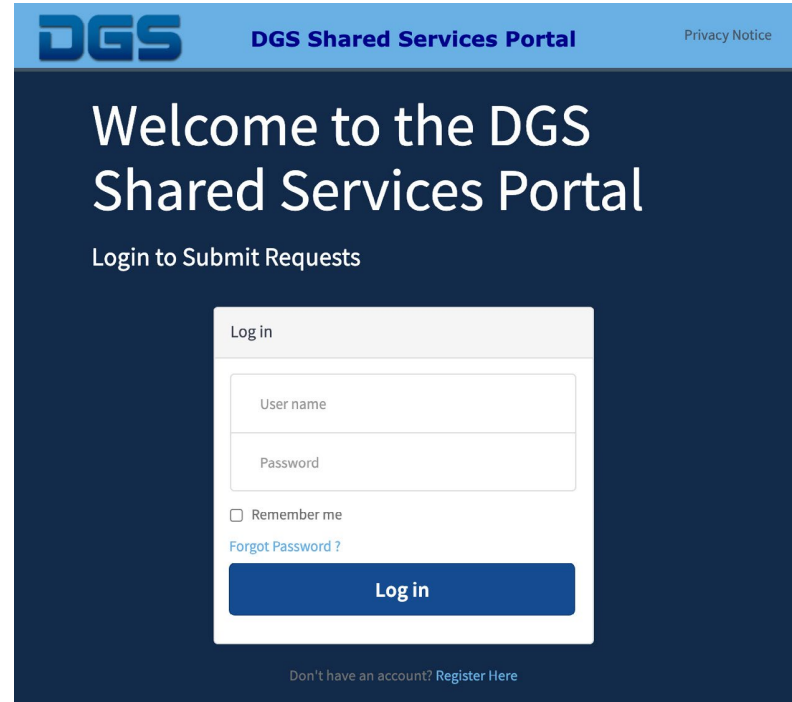 DGS
DGS Shared Services Portal
Privacy Notice
Welcome to the DGS
Shared Services Portal
Login to Submit Requests
Log in
User name
Password
Remember me
Forgot Password ?
Log in
Don't have an account? Register Here